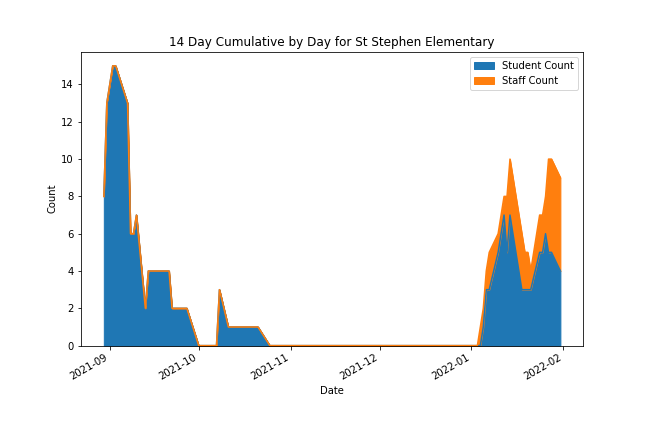 14 Day Cumulative by Day for St Stephen Elementary
Student Count
Staff Count
Count
14
12
10
8
6
4
2
0
2021-09
2021-10
2021-11
2021-12
2022-01
2022-02
Date